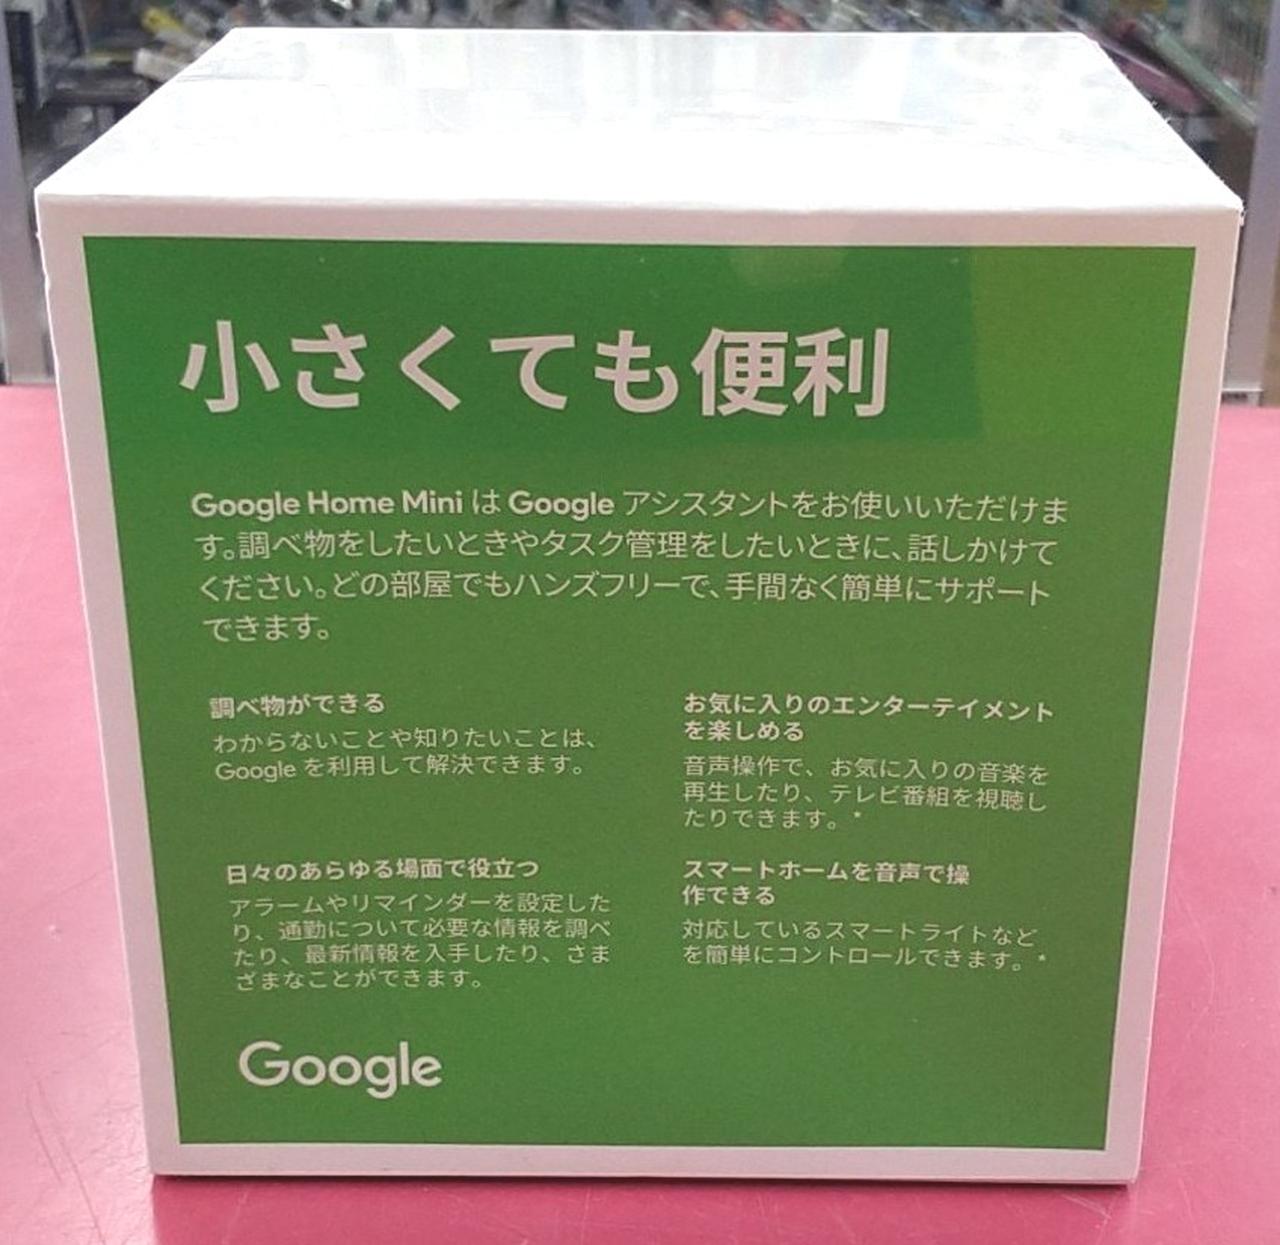 小さくても便利
Google Home Mini は Google アシスタントをお使いいただけま
す。調べ物をしたいときやタスク管理をしたいときに、話しかけて
ください。どの部屋でもハンズフリーで、手間なく簡単にサポート
できます。
調べ物ができる
わからないことや知りたいことは、
Google を利用して解決できます。
お気に入りのエンターテイメント
を楽しめる
音声操作で、お気に入りの音楽を
再生したり、テレビ番組を視聴し
たりできます。*
日々のあらゆる場面で役立つ
アラームやリマインダーを設定した
り、通勤について必要な情報を調べ
たり、最新情報を入手したり、さま
ざまなことができます。
スマートホームを音声で操
作できる
対応しているスマートライトなど
を簡単にコントロールできます。*
Google